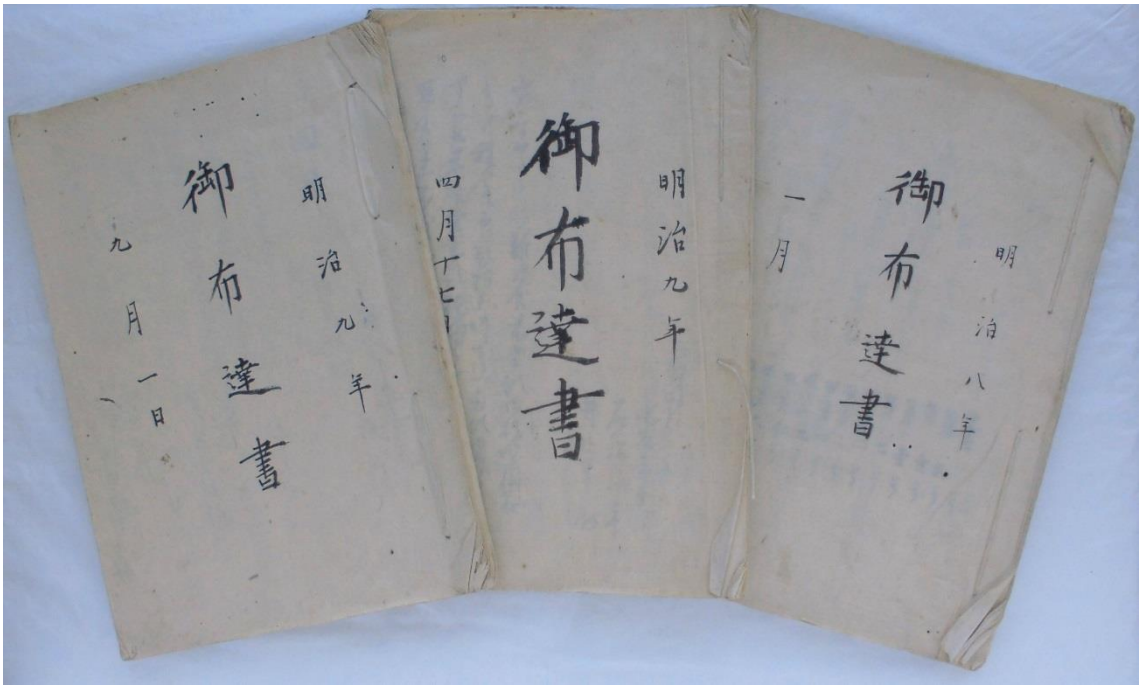 明治八年
御布達書
一月
明治九年
御布達書
四月十七日
明治九年
御布達書
九月一日